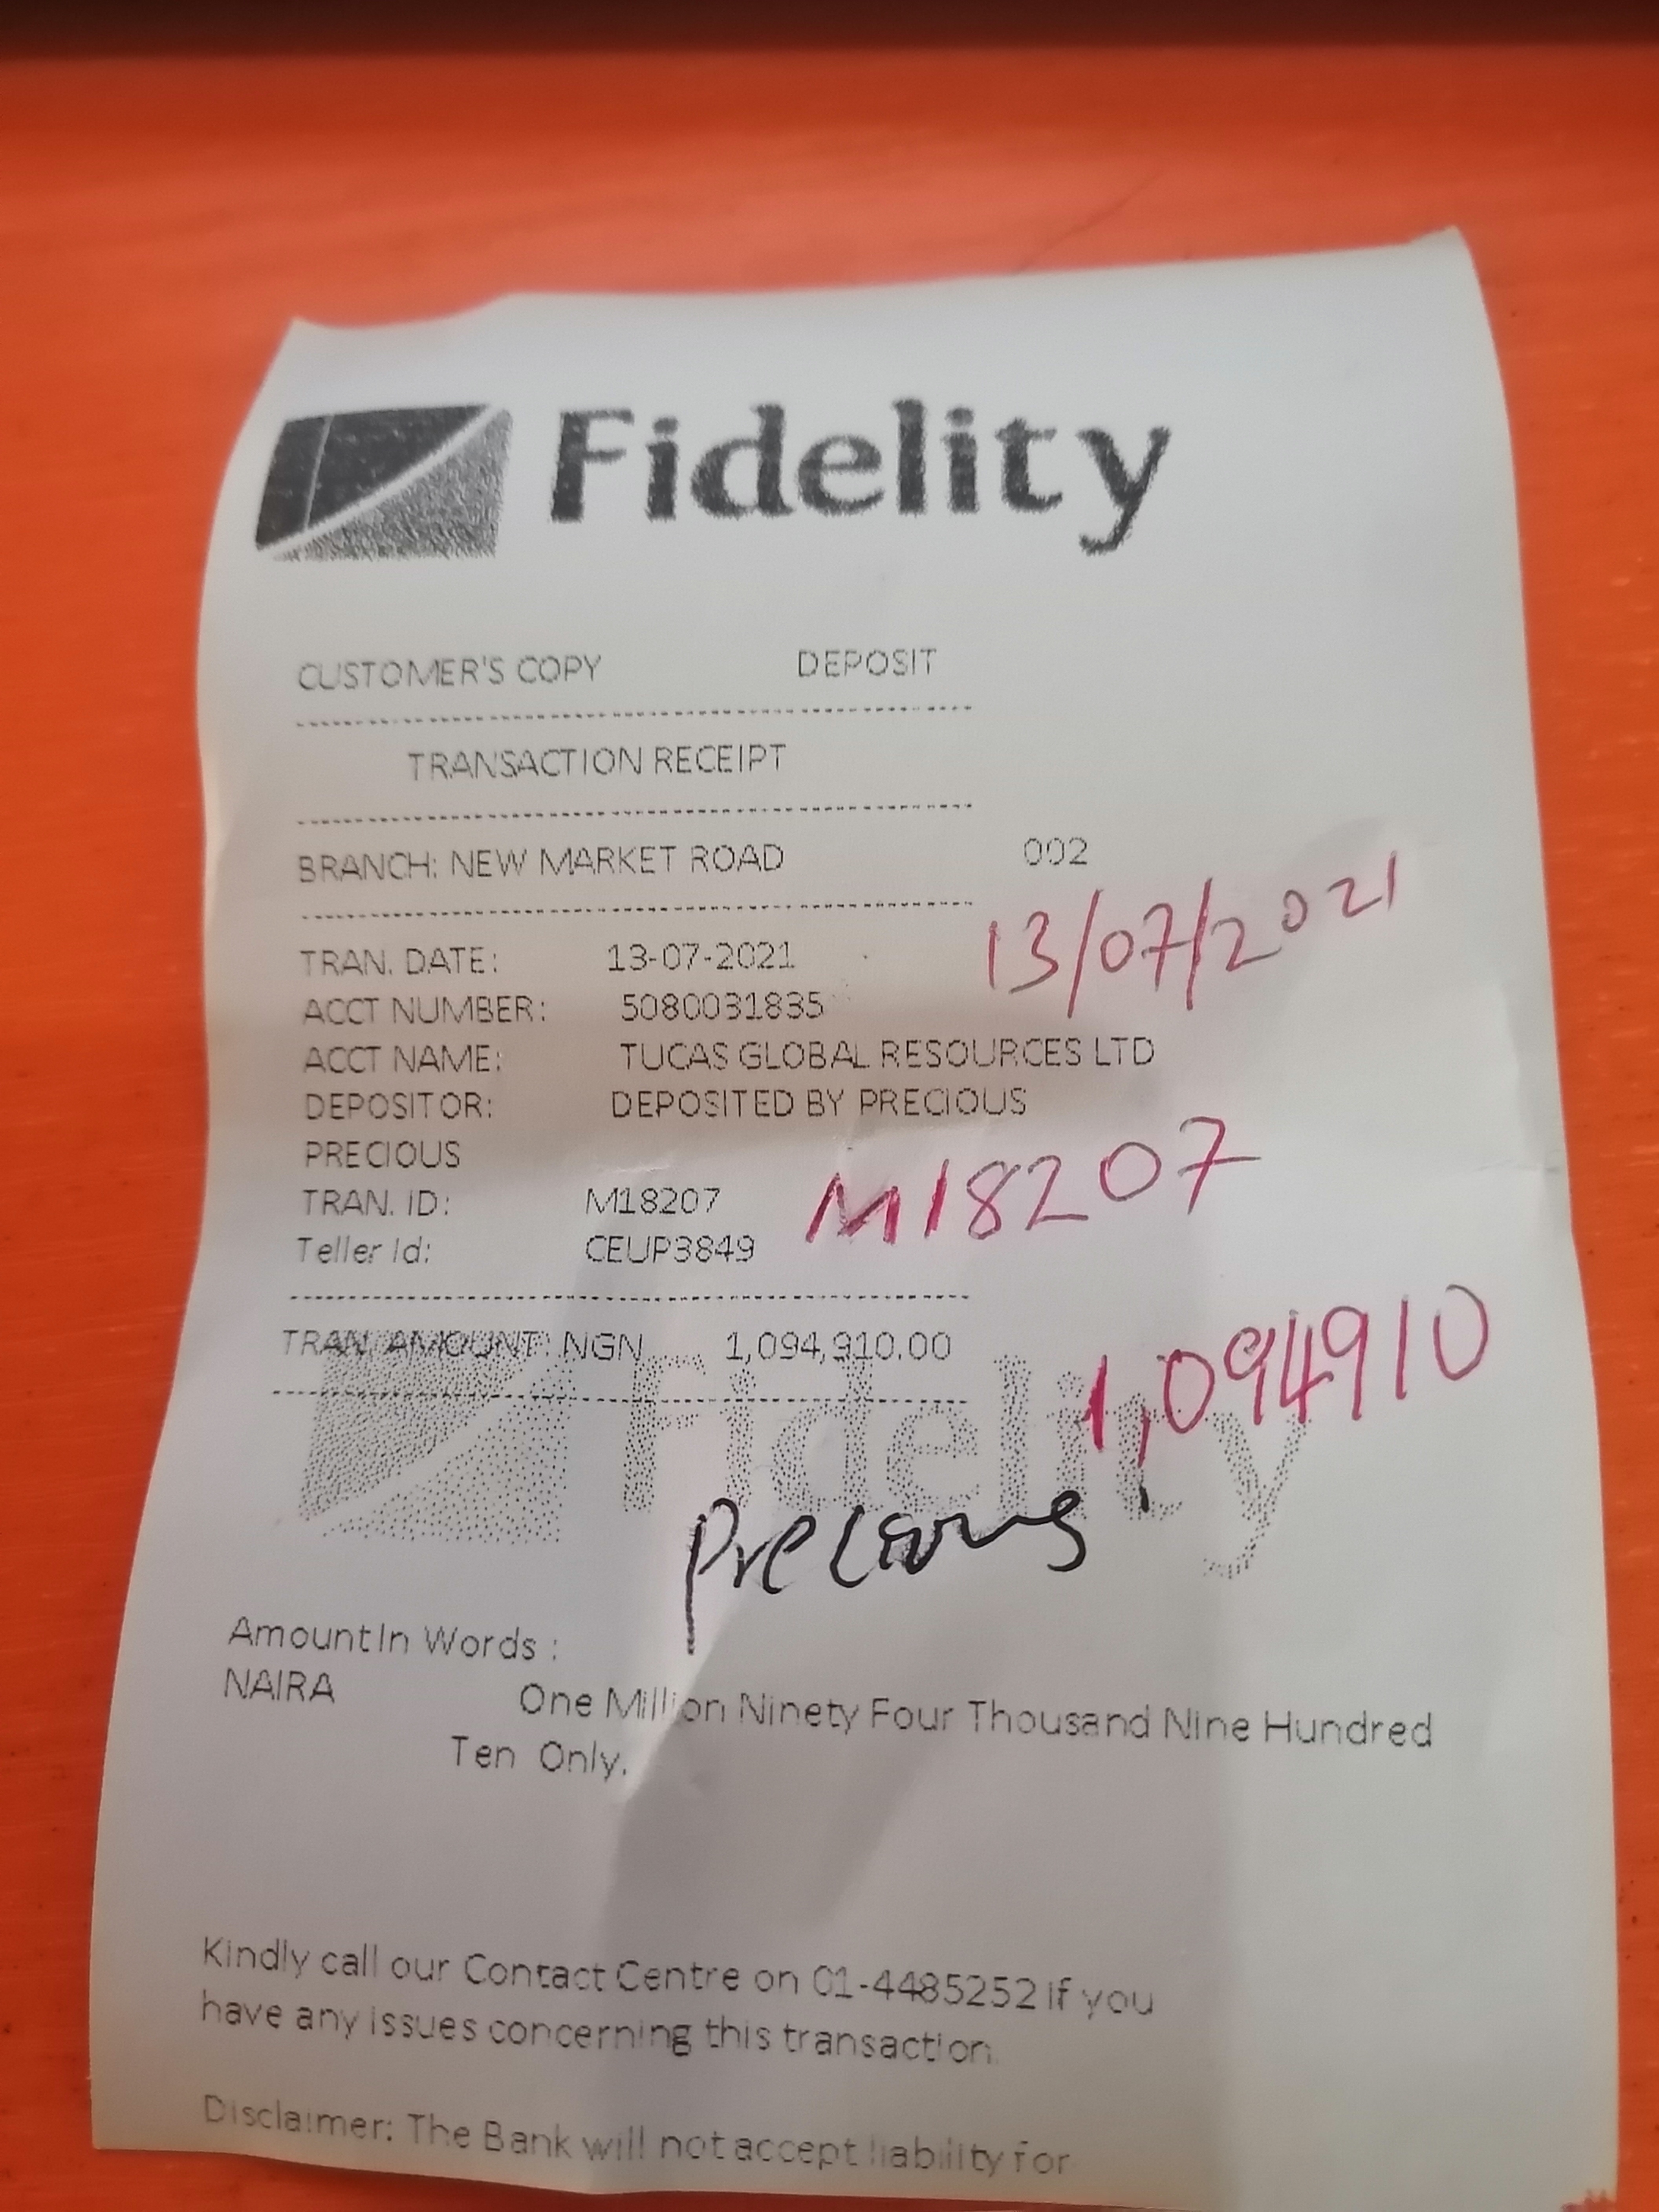 Fidelity
CUSTOMER'S COPY DEPOSIT
TRANSACTION RECEIPT
BRANCH: NEW MARKET ROAD 002
13/07/2021
TRAN. DATE: 13-07-2021
ACCT NUMBER: 5080031835
ACCT NAME: TUCAS GLOBAL RESOURCES LTD
DEPOSITOR: DEPOSITED BY PRECIOUS
PRECIOUS
TRAN. ID: M18207 M18207
Teller Id: CEUP3849
TRAN. AMOUNT: NGN 1,094,910.00
1,094910
Fidelity
Precious
Amount In Words :
NAIRA One Million Ninety Four Thousand Nine Hundred
Ten Only.
Kindly call our Contact Centre on 01-4485252 if you
have any issues concerning this transaction.
Disclaimer: The Bank will not accept liability for